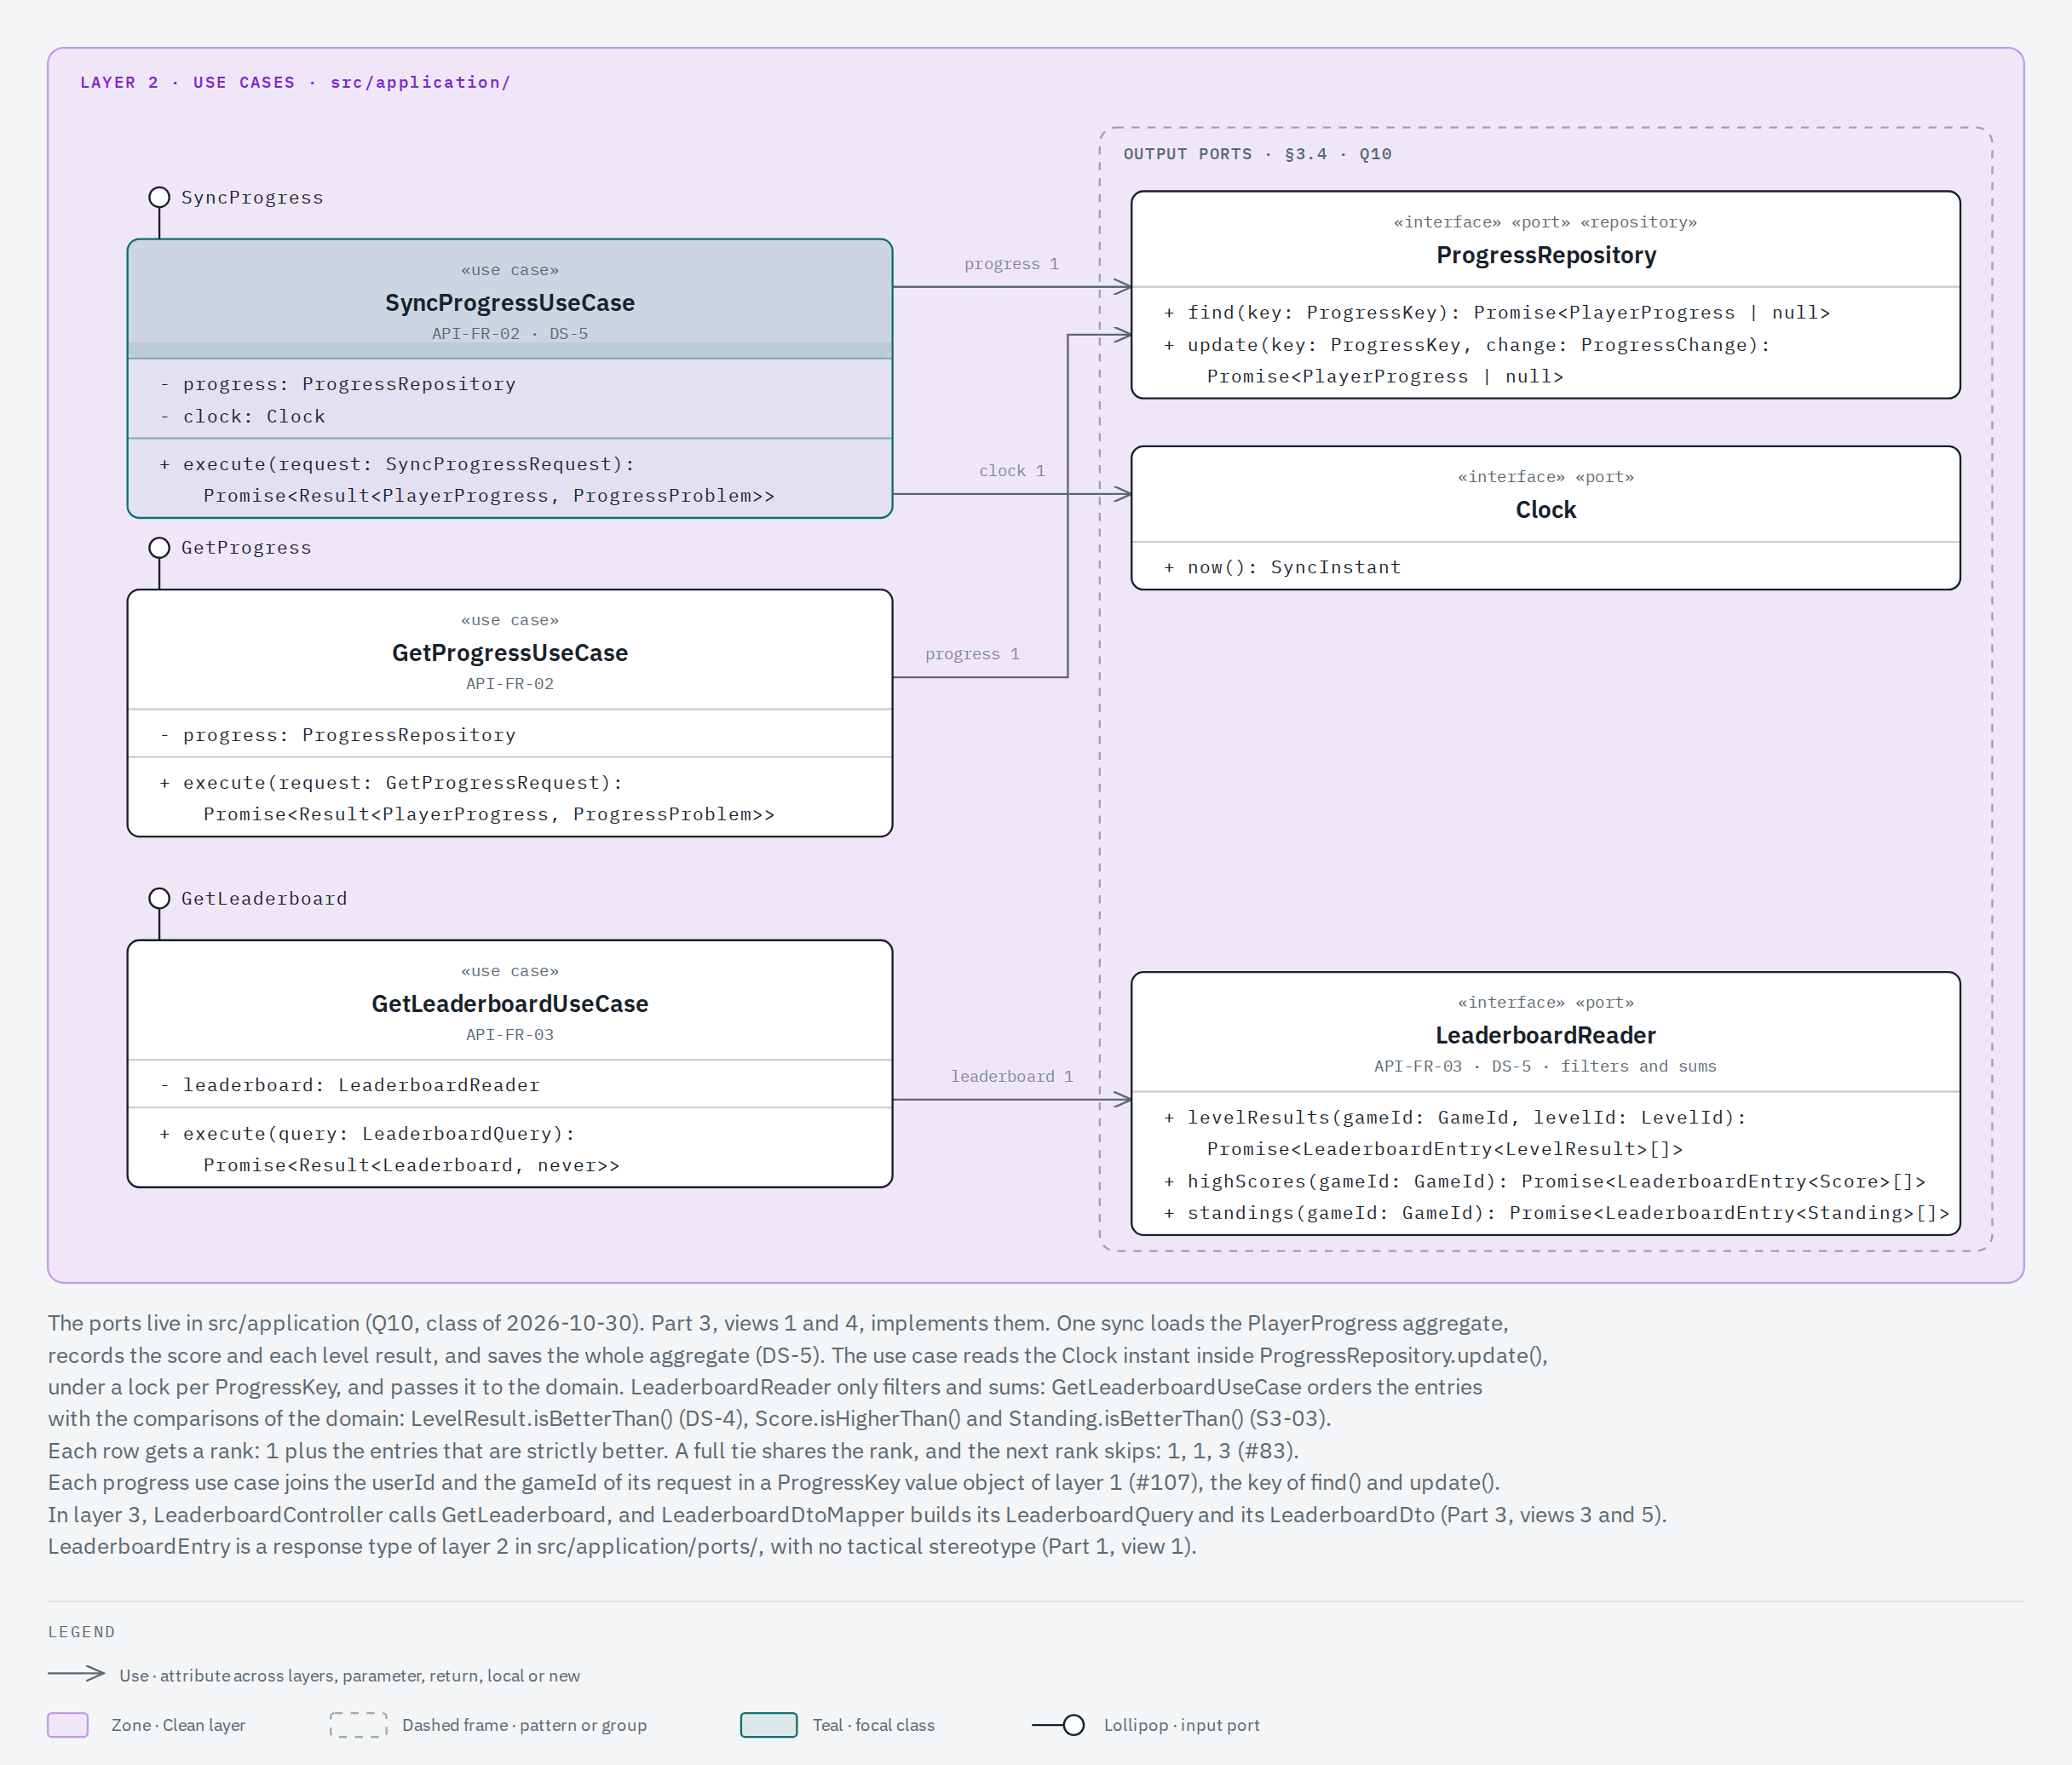 LAYER 2 · USE CASES · src/application/
OUTPUT PORTS · §3.4 · Q10
SyncProgress
«use case»
SyncProgressUseCase
API-FR-02 · DS-5
- progress: ProgressRepository
- clock: Clock
+ execute(request: SyncProgressRequest):
Promise<Result<PlayerProgress, ProgressProblem>>
progress 1
clock 1
«interface» «port» «repository»
ProgressRepository
+ find(key: ProgressKey): Promise<PlayerProgress | null>
+ update(key: ProgressKey, change: ProgressChange):
Promise<PlayerProgress | null>
«interface» «port»
Clock
+ now(): SyncInstant
GetProgress
«use case»
GetProgressUseCase
API-FR-02
- progress: ProgressRepository
+ execute(request: GetProgressRequest):
Promise<Result<PlayerProgress, ProgressProblem>>
progress 1
GetLeaderboard
«use case»
GetLeaderboardUseCase
API-FR-03
- leaderboard: LeaderboardReader
+ execute(query: LeaderboardQuery):
Promise<Result<Leaderboard, never>>
leaderboard 1
«interface» «port»
LeaderboardReader
API-FR-03 · DS-5 · filters and sums
+ levelResults(gameId: GameId, levelId: LevelId):
Promise<LeaderboardEntry<LevelResult>[]>
+ highScores(gameId: GameId): Promise<LeaderboardEntry<Score>[]>
+ standings(gameId: GameId): Promise<LeaderboardEntry<Standing>[]>
The ports live in src/application (Q10, class of 2026-10-30). Part 3, views 1 and 4, implements them. One sync loads the PlayerProgress aggregate,
records the score and each level result, and saves the whole aggregate (DS-5). The use case reads the Clock instant inside ProgressRepository.update(),
under a lock per ProgressKey, and passes it to the domain. LeaderboardReader only filters and sums: GetLeaderboardUseCase orders the entries
with the comparisons of the domain: LevelResult.isBetterThan() (DS-4), Score.isHigherThan() and Standing.isBetterThan() (S3-03).
Each row gets a rank: 1 plus the entries that are strictly better. A full tie shares the rank, and the next rank skips: 1, 1, 3 (#83).
Each progress use case joins the userId and the gameId of its request in a ProgressKey value object of layer 1 (#107), the key of find() and update().
In layer 3, LeaderboardController calls GetLeaderboard, and LeaderboardDtoMapper builds its LeaderboardQuery and its LeaderboardDto (Part 3, views 3 and 5).
LeaderboardEntry is a response type of layer 2 in src/application/ports/, with no tactical stereotype (Part 1, view 1).
LEGEND
Use · attribute across layers, parameter, return, local or new
Zone · Clean layer
Dashed frame · pattern or group
Teal · focal class
Lollipop · input port